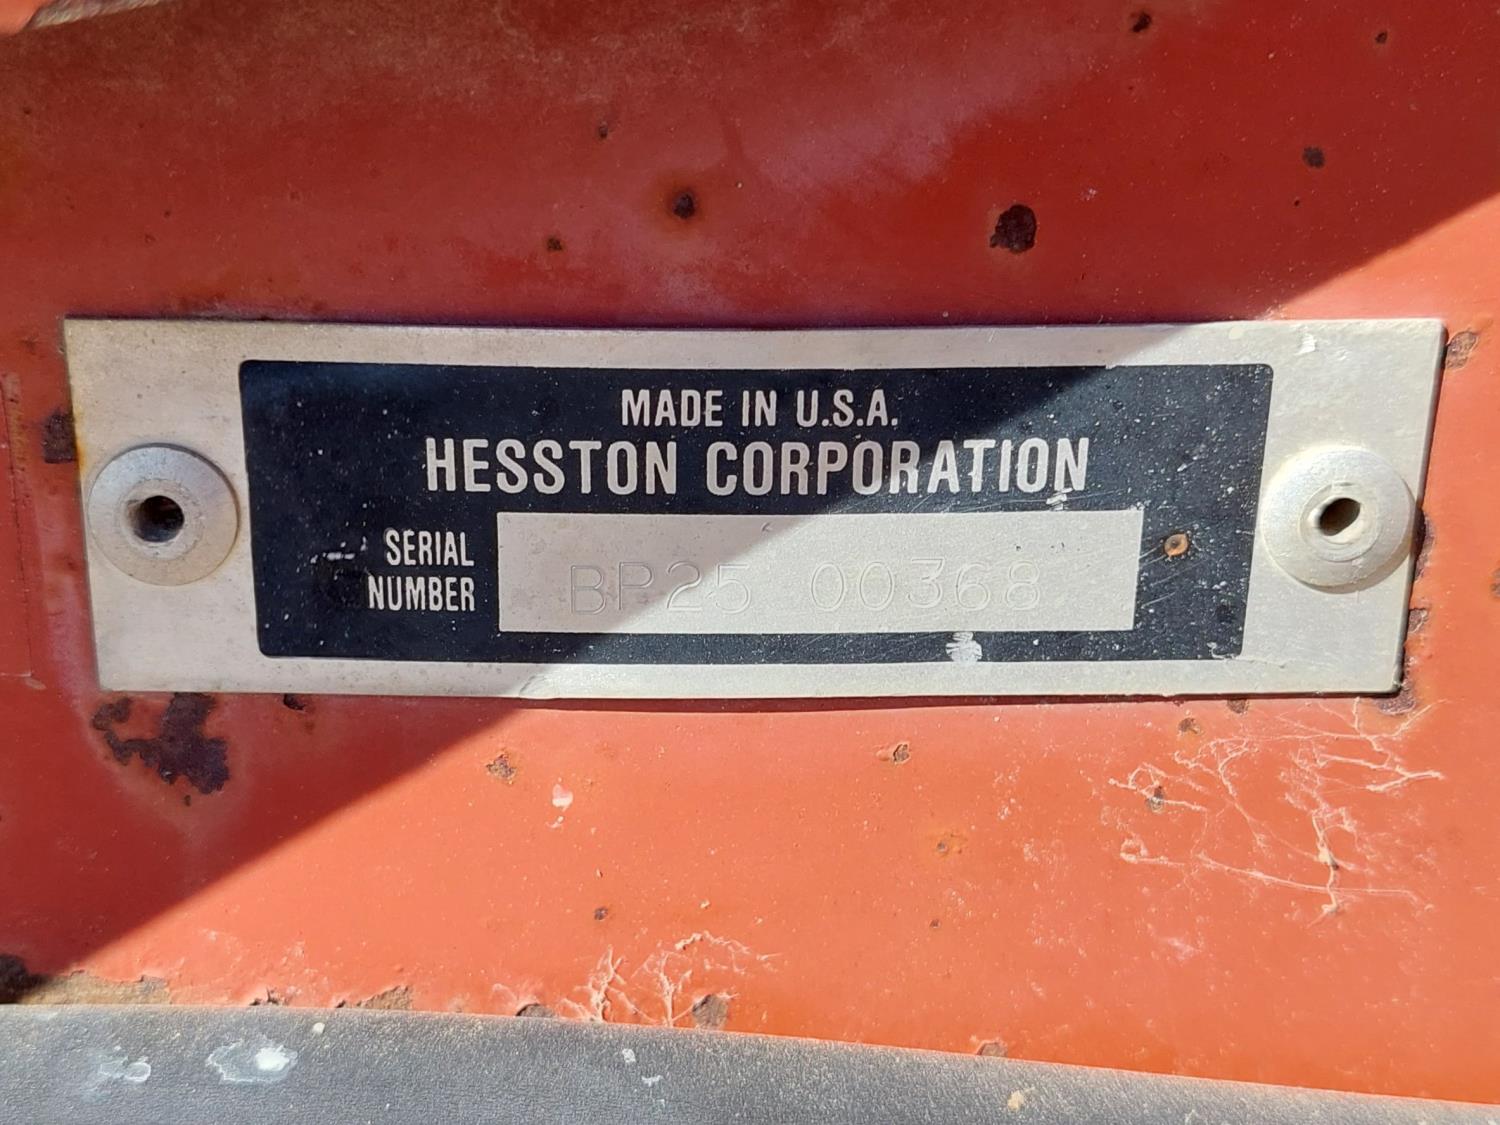 MADE IN U.S.A.
HESSTON CORPORATION
SERIAL
NUMBER
BP25 00368